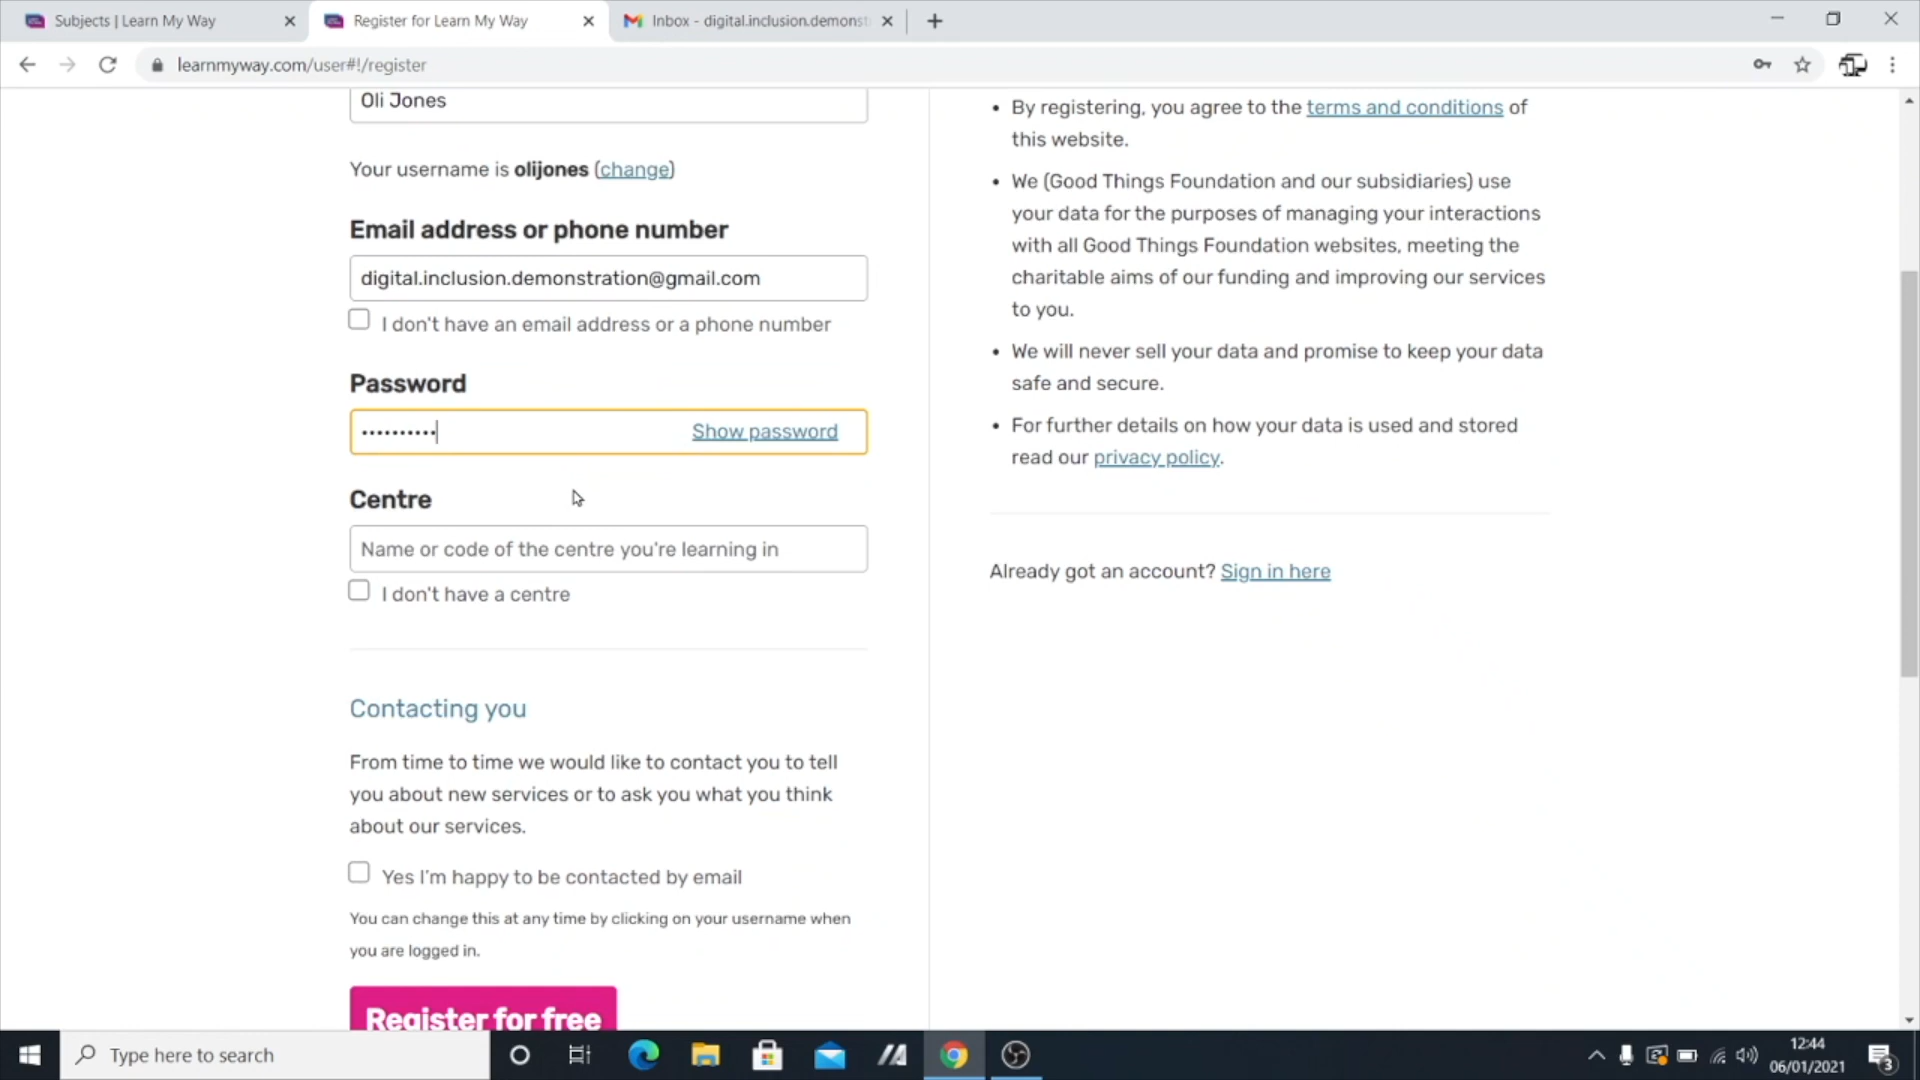 Subjects | Learn My Way
Register for Learn My Way
Inbox - digital.inclusion.demonst
learnmyway.com/user#!/register
Oli Jones
Your username is olijones (change)
Email address or phone number
digital.inclusion.demonstration@gmail.com
I don't have an email address or a phone number
Password
••••••••••
Show password
Centre
Name or code of the centre you're learning in
I don't have a centre
Contacting you
From time to time we would like to contact you to tell
you about new services or to ask you what you think
about our services.
Yes I'm happy to be contacted by email
You can change this at any time by clicking on your username when
you are logged in.
Register for free
• By registering, you agree to the terms and conditions of
this website.
• We (Good Things Foundation and our subsidiaries) use
your data for the purposes of managing your interactions
with all Good Things Foundation websites, meeting the
charitable aims of our funding and improving our services
to you.
• We will never sell your data and promise to keep your data
safe and secure.
• For further details on how your data is used and stored
read our privacy policy.
Already got an account? Sign in here
Type here to search
12:44
06/01/2021
3